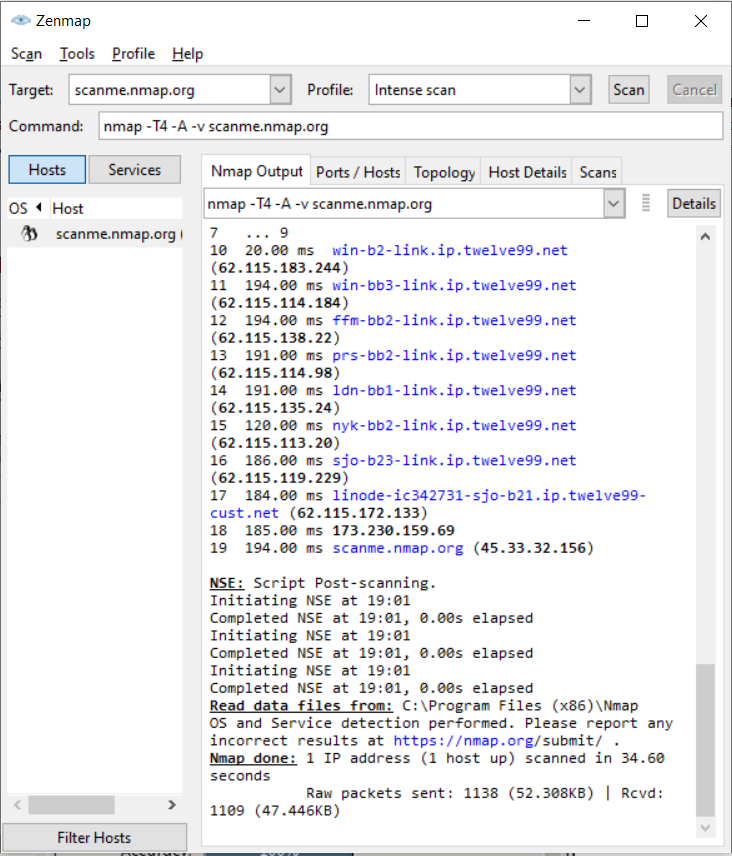 Zenmap
Scan Tools Profile Help
Target: scanme.nmap.org Profile: Intense scan Scan Cancel
Command: nmap -T4 -A -v scanme.nmap.org
Hosts Services
Nmap Output Ports / Hosts Topology Host Details Scans
OS Host
scanme.nmap.org (
nmap -T4 -A -v scanme.nmap.org Details
7 ... 9
10 20.00 ms win-b2-link.ip.twelve99.net
(62.115.183.244)
11 194.00 ms win-bb3-link.ip.twelve99.net
(62.115.114.184)
12 194.00 ms ffm-bb2-link.ip.twelve99.net
(62.115.138.22)
13 191.00 ms prs-bb2-link.ip.twelve99.net
(62.115.114.98)
14 191.00 ms ldn-bb1-link.ip.twelve99.net
(62.115.135.24)
15 120.00 ms nyk-bb2-link.ip.twelve99.net
(62.115.113.20)
16 186.00 ms sjo-b23-link.ip.twelve99.net
(62.115.119.229)
17 184.00 ms linode-ic342731-sjo-b21.ip.twelve99-
cust.net (62.115.172.133)
18 185.00 ms 173.230.159.69
19 194.00 ms scanme.nmap.org (45.33.32.156)
NSE: Script Post-scanning.
Initiating NSE at 19:01
Completed NSE at 19:01, 0.00s elapsed
Initiating NSE at 19:01
Completed NSE at 19:01, 0.00s elapsed
Initiating NSE at 19:01
Completed NSE at 19:01, 0.00s elapsed
Read data files from: C:\Program Files (x86)\Nmap
OS and Service detection performed. Please report any
incorrect results at https://nmap.org/submit/ .
Nmap done: 1 IP address (1 host up) scanned in 34.60
seconds
Raw packets sent: 1138 (52.308KB) | Rcvd:
1109 (47.446KB)
Filter Hosts